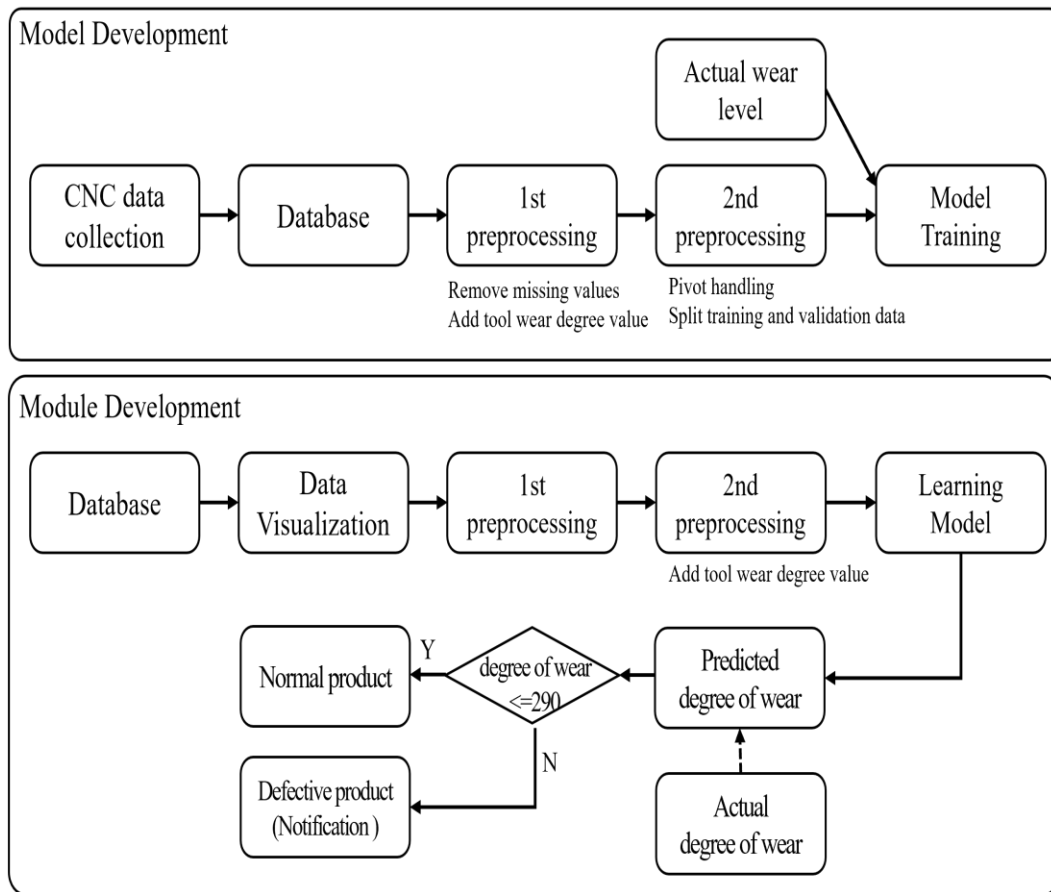 Model Development
Actual wear
level
CNC data
collection
Database
1st
preprocessing
2nd
preprocessing
Model
Training
Remove missing values
Add tool wear degree value
Pivot handling
Split training and validation data
Module Development
Database
Data
Visualization
1st
preprocessing
2nd
preprocessing
Learning
Model
Add tool wear degree value
Normal product
Y
degree of wear
<=290
Predicted
degree of wear
N
Defective product
(Notification )
Actual
degree of wear